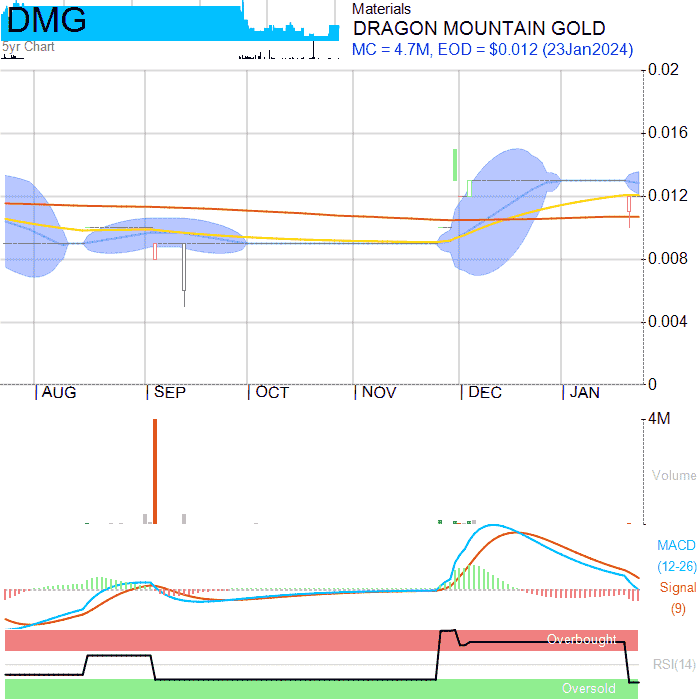 DMG
5yr Chart
Materials
DRAGON MOUNTAIN GOLD
MC = 4.7M, EOD = $0.012 (23Jan2024)
0.02
0.016
0.012
0.008
0.004
0
AUG SEP OCT NOV DEC JAN
4M
Volume
MACD
(12-26)
Signal
(9)
Overbought
RSI(14)
Oversold